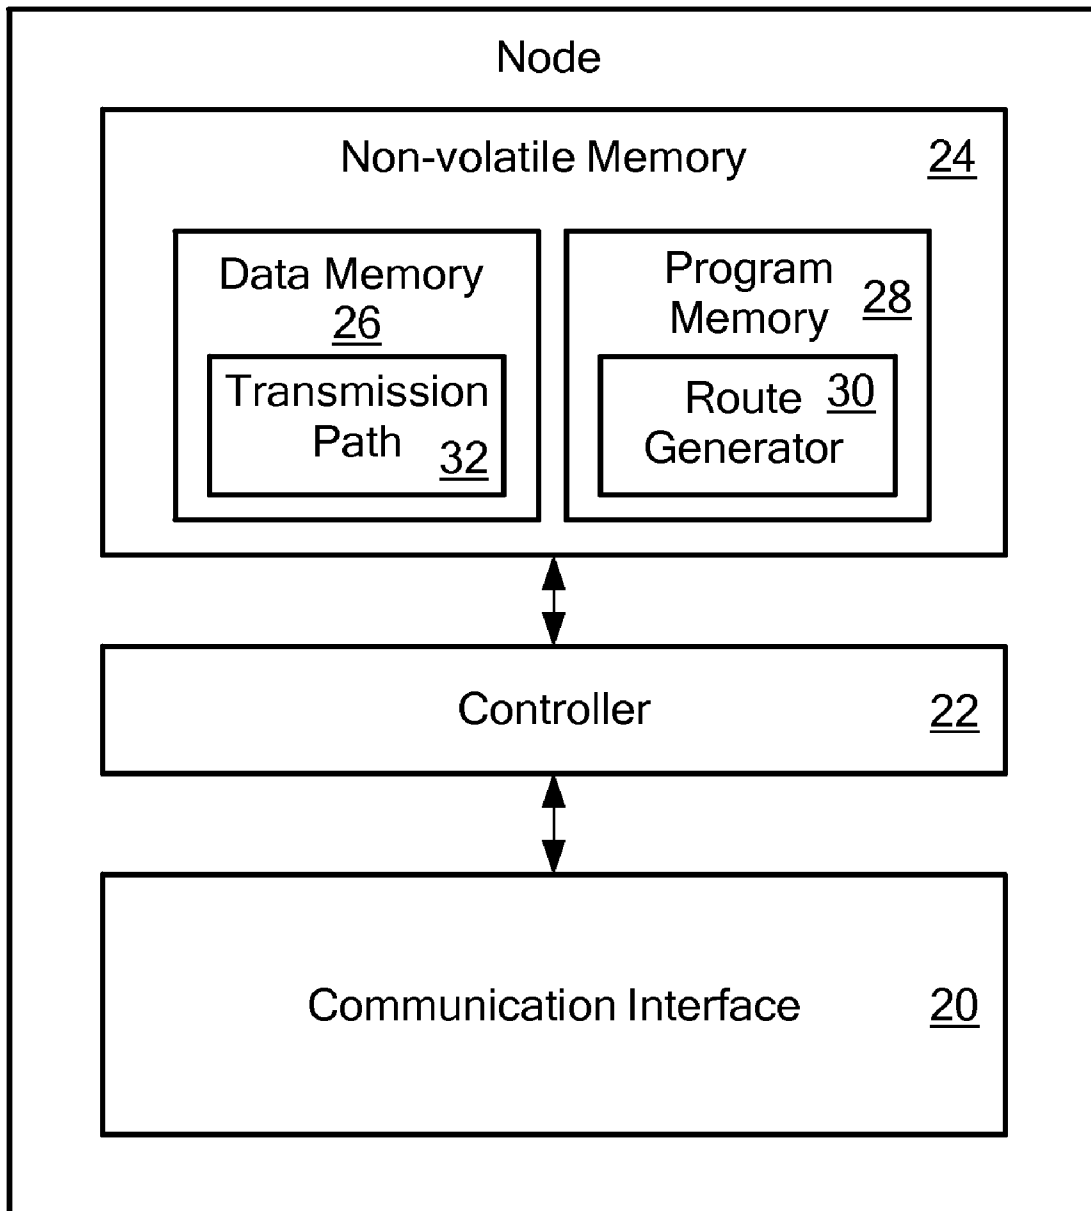 Node
Non-volatile Memory 24
Data Memory
26
Transmission
Path 32
Program
Memory 28
Route 30
Generator
Controller 22
Communication Interface 20